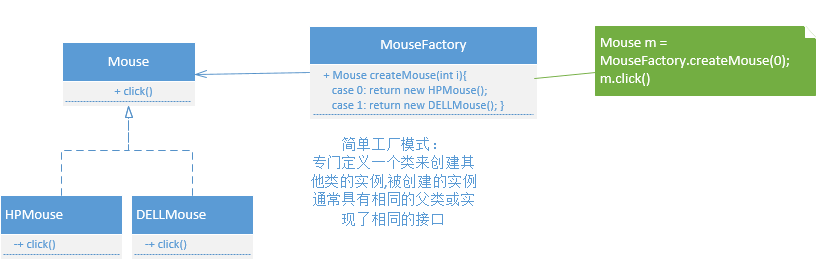 Mouse
+ click()
MouseFactory
+ Mouse createMouse(int i){
case 0: return new HPMouse();
case 1: return new DELLMouse(); }
Mouse m =
MouseFactory.createMouse(0);
m.click()
简单工厂模式：
专门定义一个类来创建其
他类的实例,被创建的实例
通常具有相同的父类或实
现了相同的接口
HPMouse
-+ click()
DELLMouse
-+ click()